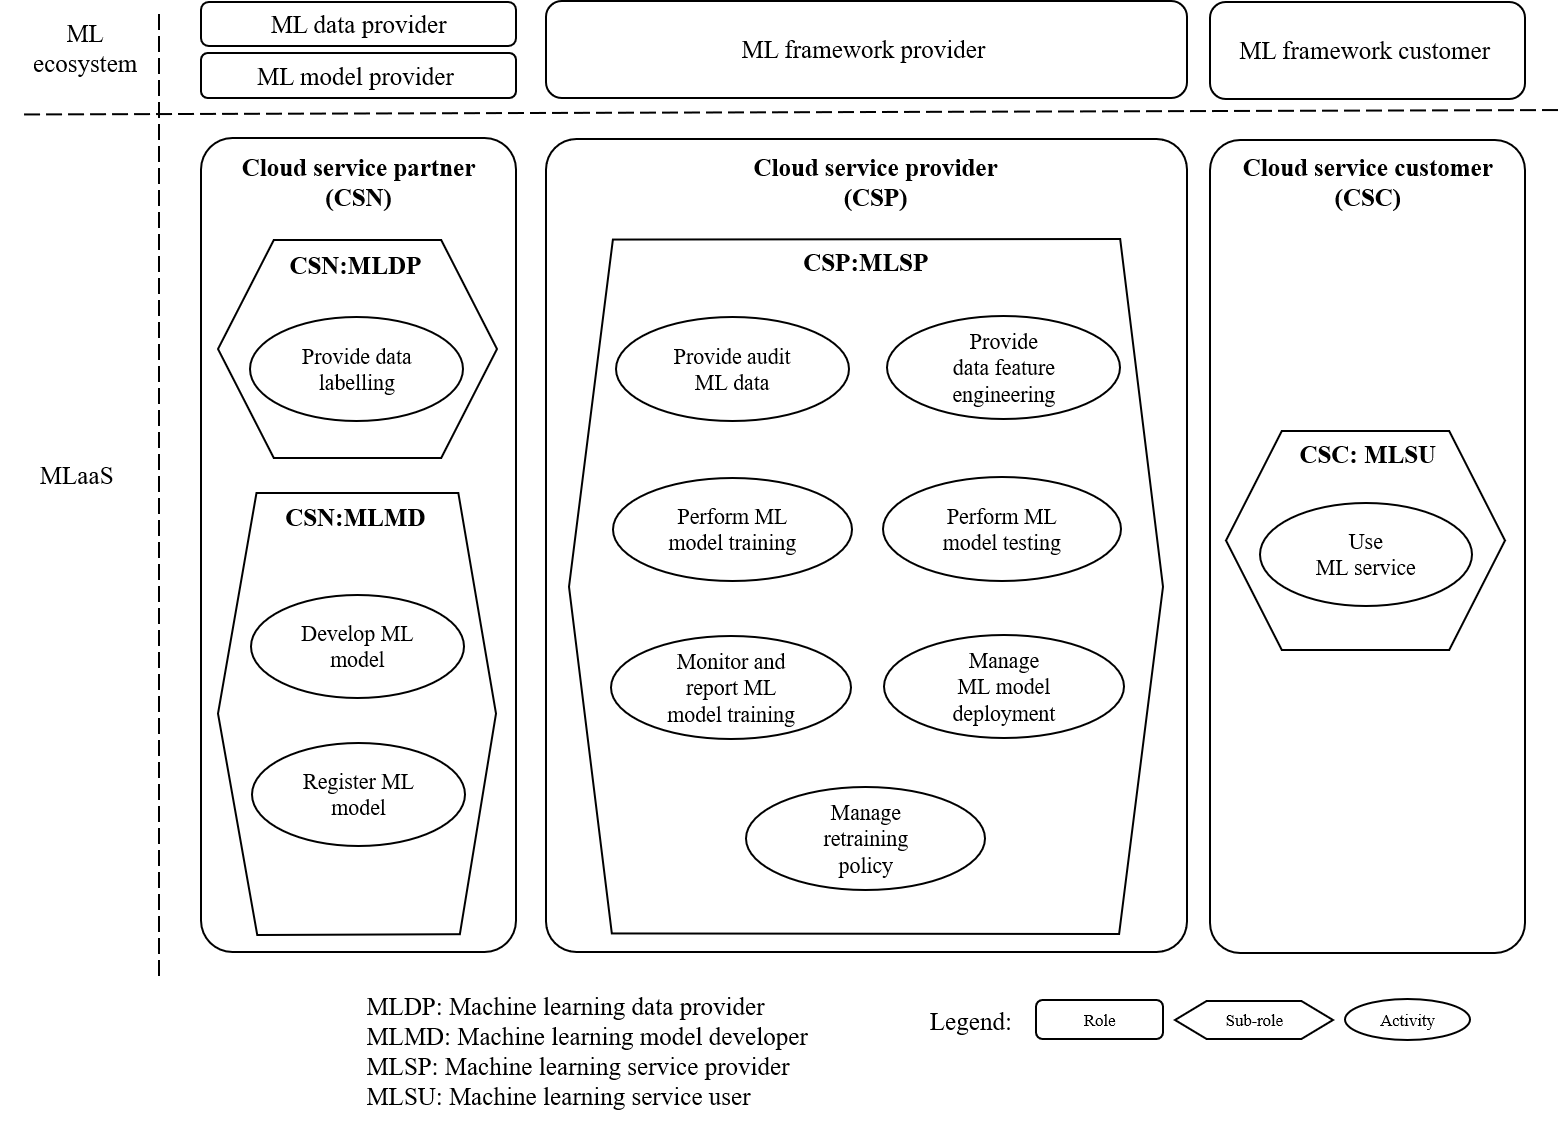 ML
ecosystem
ML data provider
ML model provider
ML framework provider
ML framework customer
MLaaS
Cloud service partner
(CSN)
CSN:MLDP
Provide data
labelling
CSN:MLMD
Develop ML
model
Register ML
model
Cloud service provider
(CSP)
CSP:MLSP
Provide audit
ML data
Provide
data feature
engineering
Perform ML
model training
Perform ML
model testing
Monitor and
report ML
model training
Manage
ML model
deployment
Manage
retraining
policy
Cloud service customer
(CSC)
CSC: MLSU
Use
ML service
MLDP: Machine learning data provider
MLMD: Machine learning model developer
MLSP: Machine learning service provider
MLSU: Machine learning service user
Legend:
Role
Sub-role
Activity